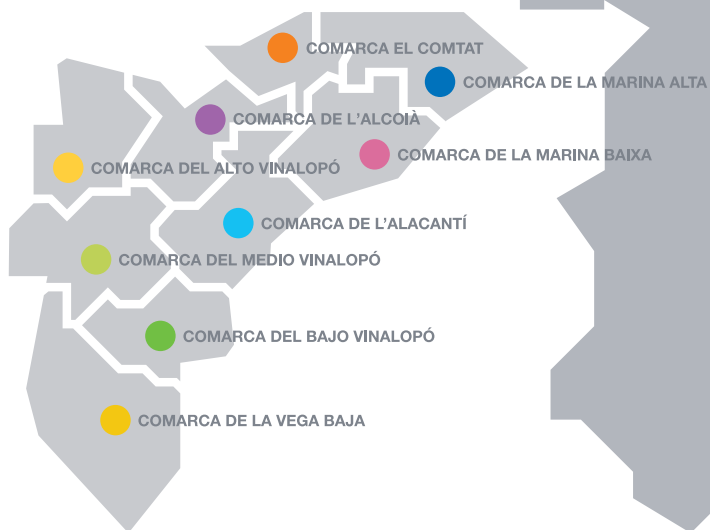 COMARCA EL COMTAT
COMARCA DE LA MARINA ALTA
COMARCA DE L'ALCOIÀ
COMARCA DE LA MARINA BAIXA
COMARCA DEL ALTO VINALOPÓ
COMARCA DE L'ALACANTÍ
COMARCA DEL MEDIO VINALOPÓ
COMARCA DEL BAJO VINALOPÓ
COMARCA DE LA VEGA BAJA